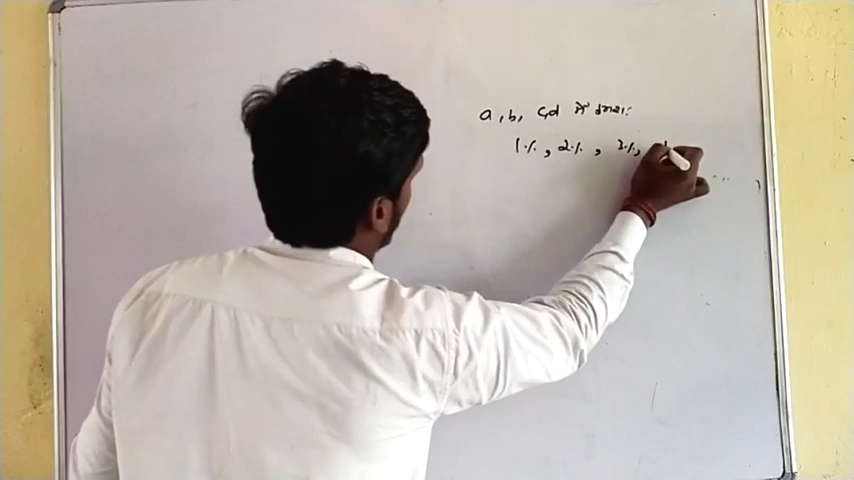 a, b, c,d में क्रमशः
1%, 2%, 3%,